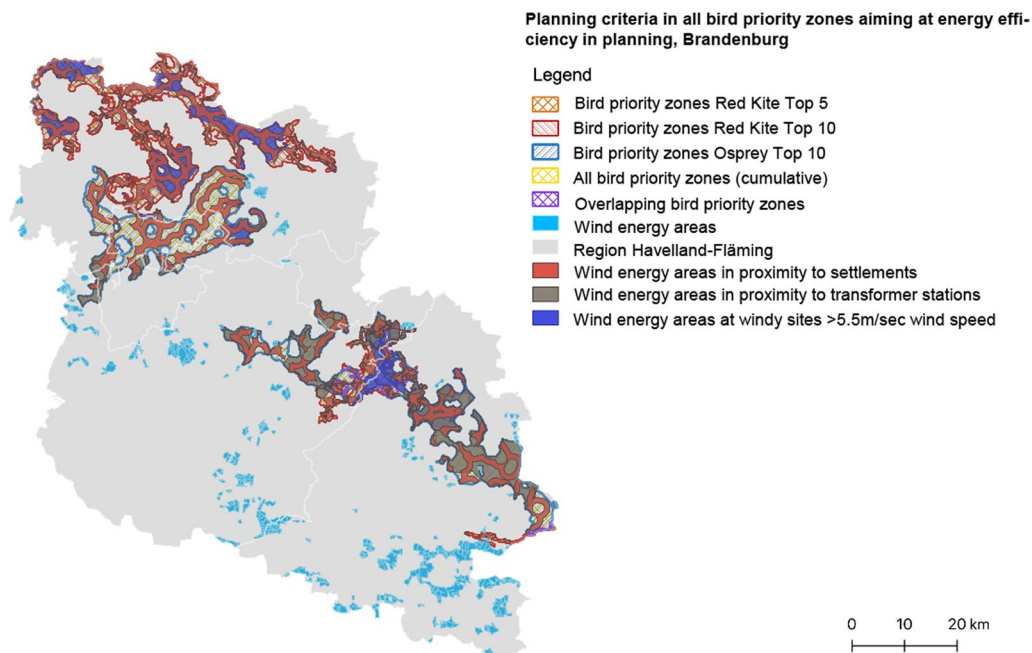 Planning criteria in all bird priority zones aiming at energy effi-
ciency in planning, Brandenburg
Legend
Bird priority zones Red Kite Top 5
Bird priority zones Red Kite Top 10
Bird priority zones Osprey Top 10
All bird priority zones (cumulative)
Overlapping bird priority zones
Wind energy areas
Region Havelland-Fläming
Wind energy areas in proximity to settlements
Wind energy areas in proximity to transformer stations
Wind energy areas at windy sites >5.5m/sec wind speed
0 10 20 km